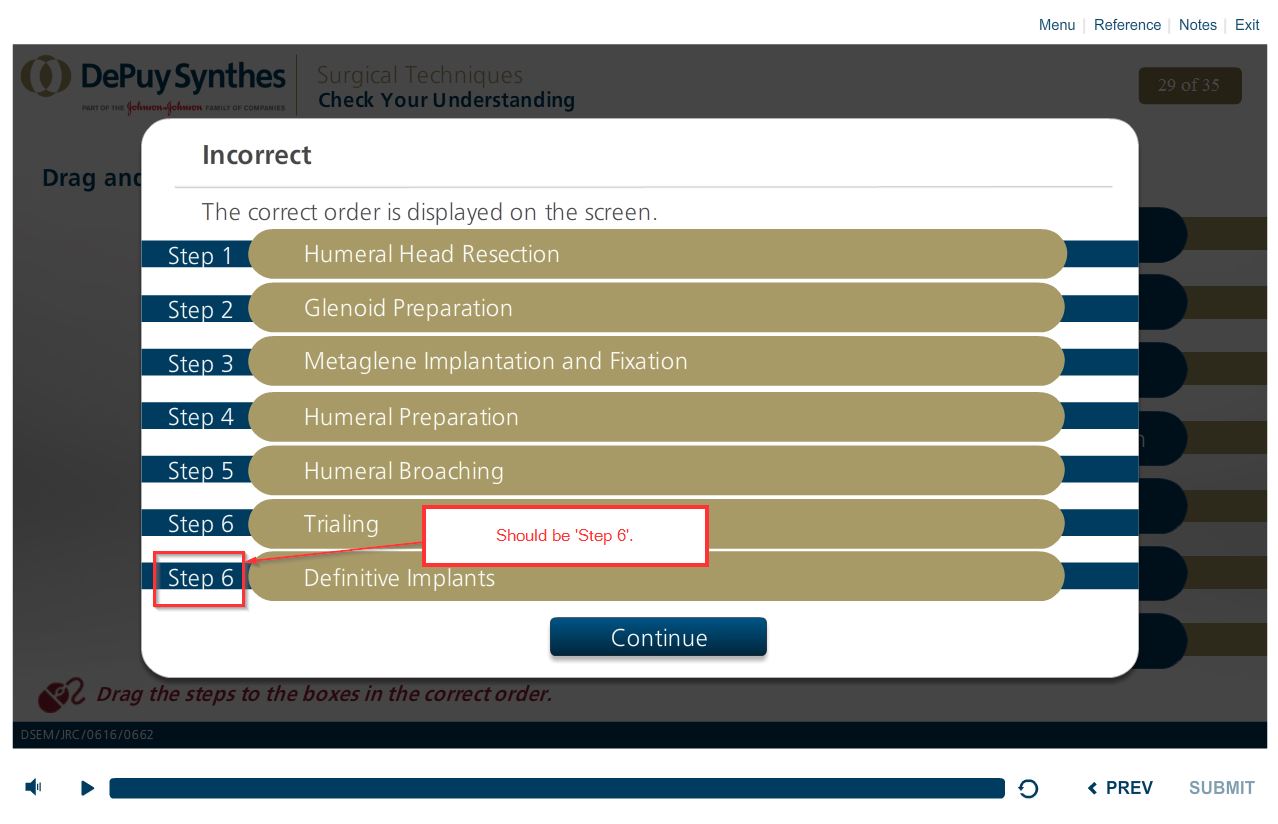 Menu | Reference | Notes | Exit
DePuy Synthes
PART OF THE Johnson & Johnson FAMILY OF COMPANIES
Surgical Techniques
Check Your Understanding
29 of 35
Incorrect
Drag and
The correct order is displayed on the screen.
Step 1 Humeral Head Resection
Step 2 Glenoid Preparation
Step 3 Metaglene Implantation and Fixation
Step 4 Humeral Preparation
Step 5 Humeral Broaching
Step 6 Trialing
Should be 'Step 6'.
Step 6 Definitive Implants
Continue
Drag the steps to the boxes in the correct order.
DSEM/JRC/0616/0662
PREV
SUBMIT